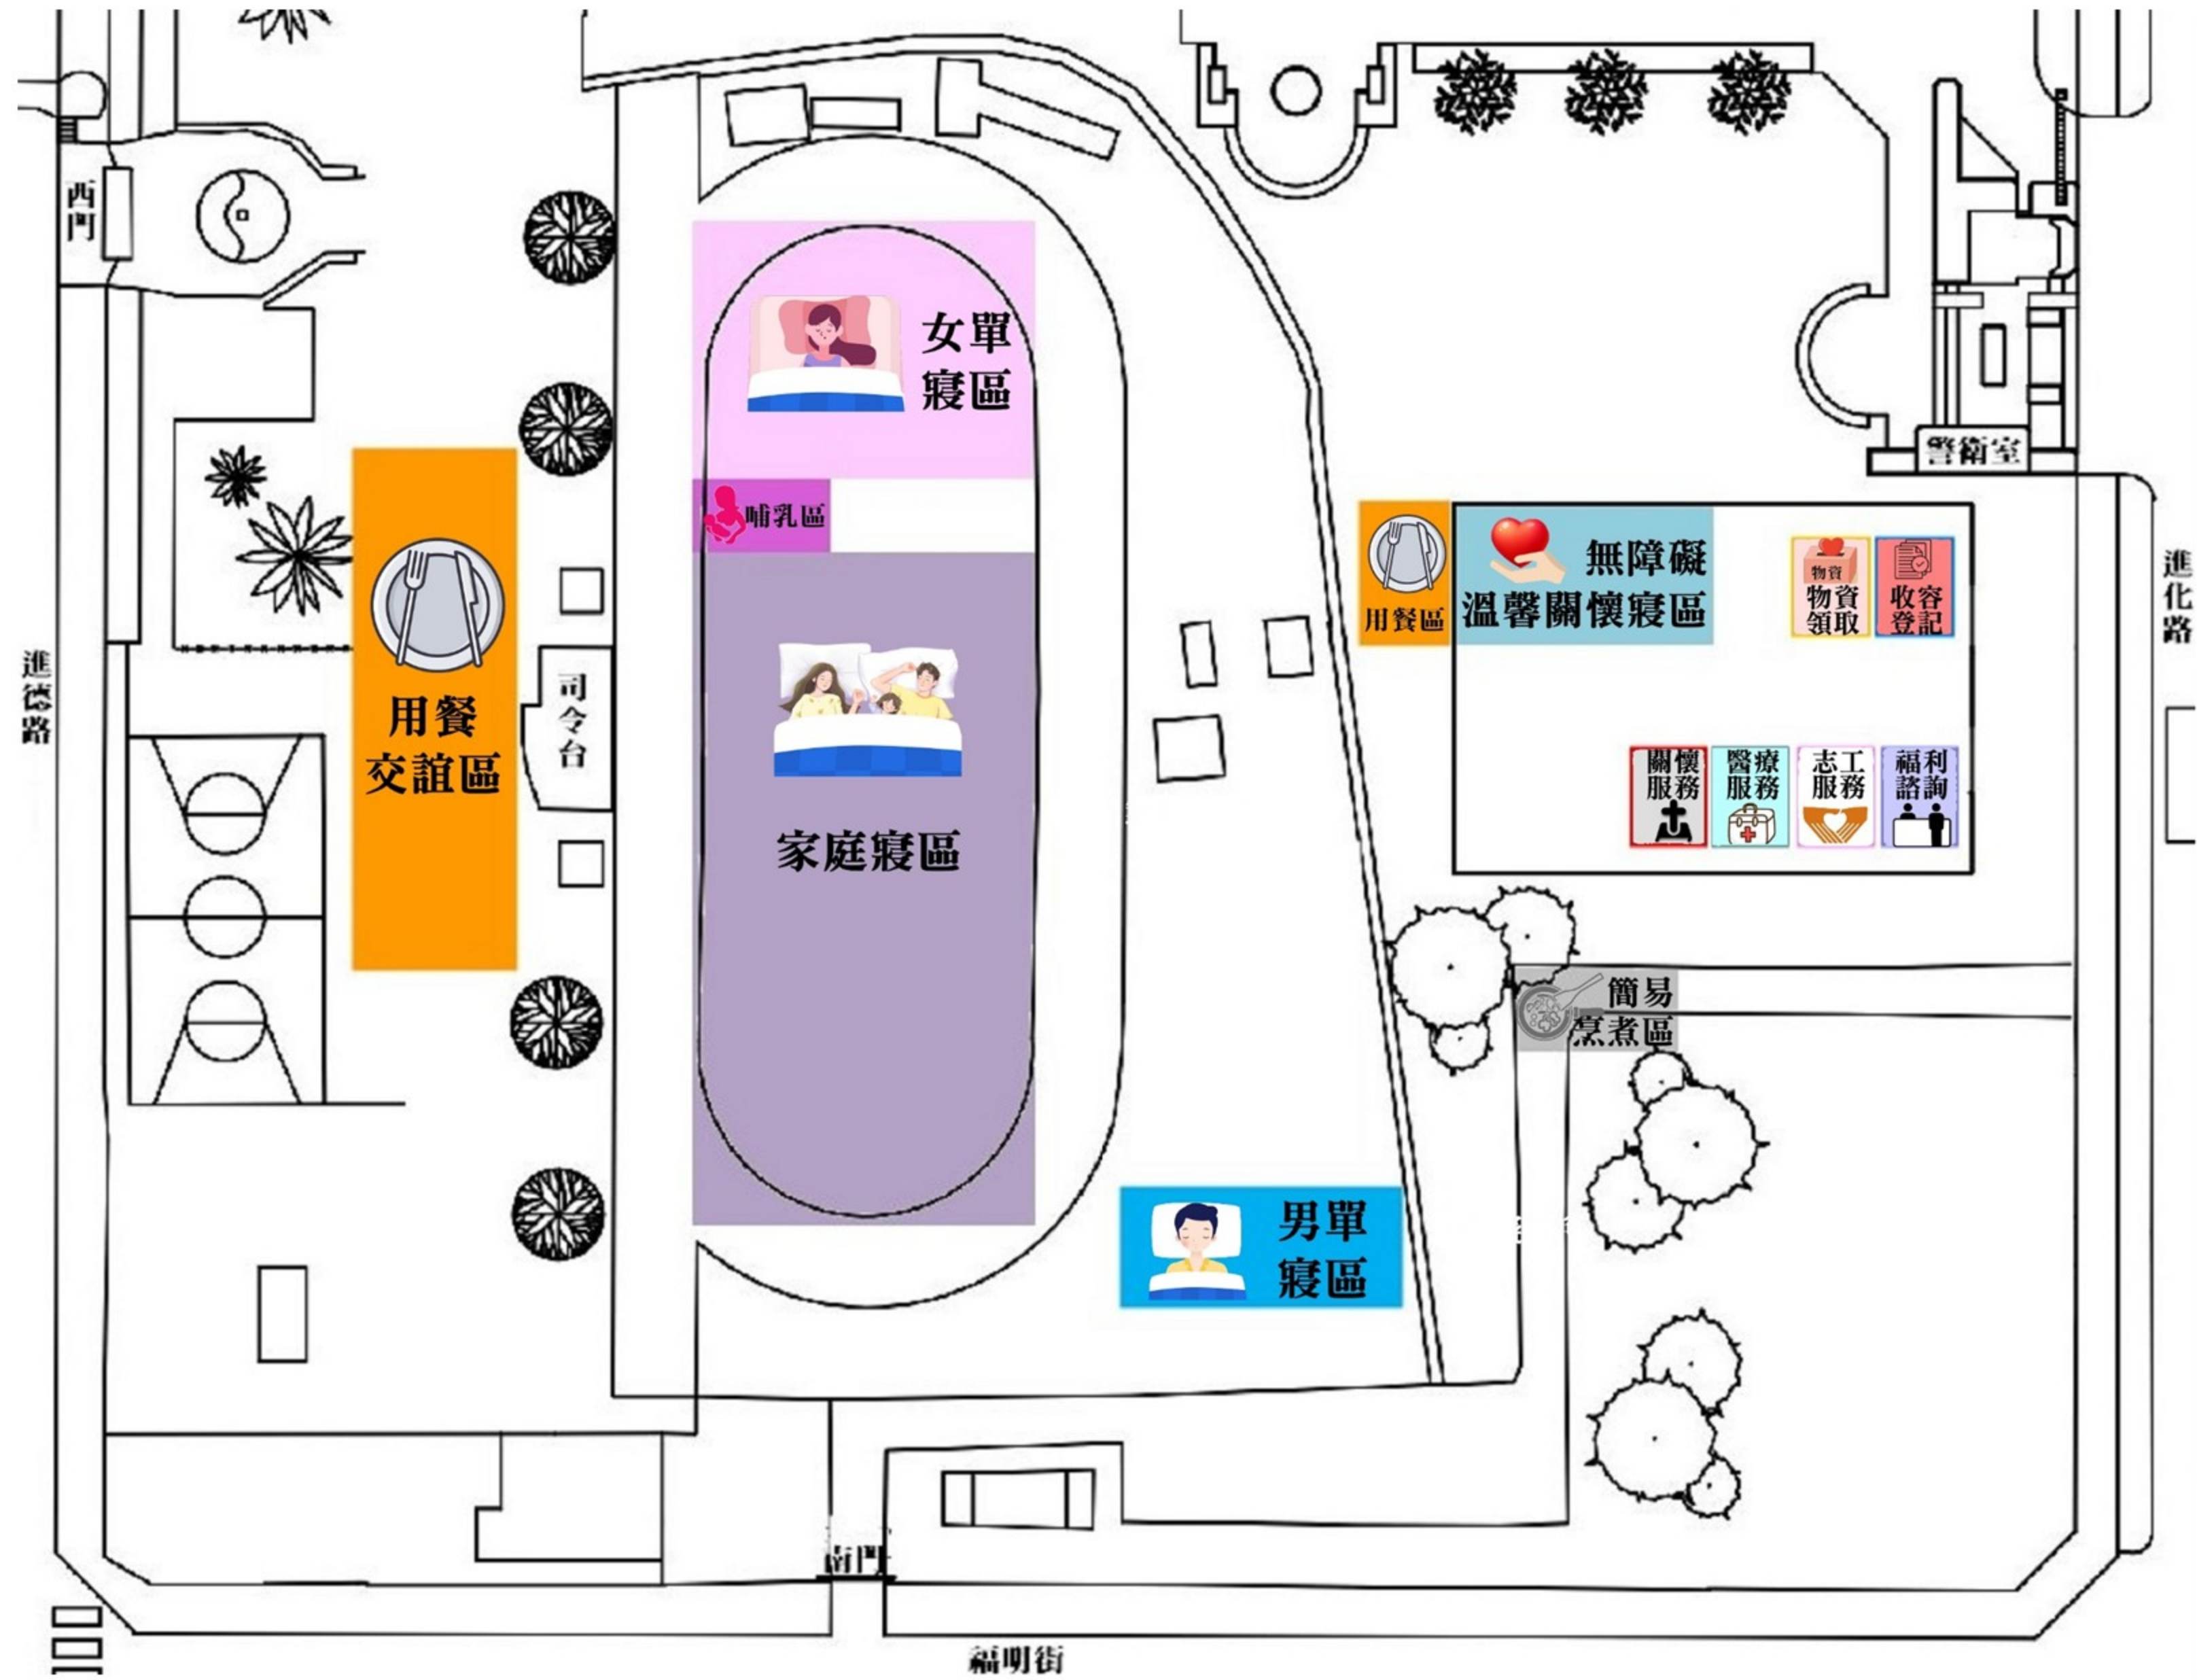 西門
女單
寢區
哺乳區
警衛室
無障礙
溫馨關懷寢區
用餐區
物資
物資
領取
收容
登記
進化路
進德路
司令台
用餐
交誼區
家庭寢區
關懷
服務
醫療
服務
志工
服務
福利
諮詢
簡易
烹煮區
男單
寢區
南門
福明街